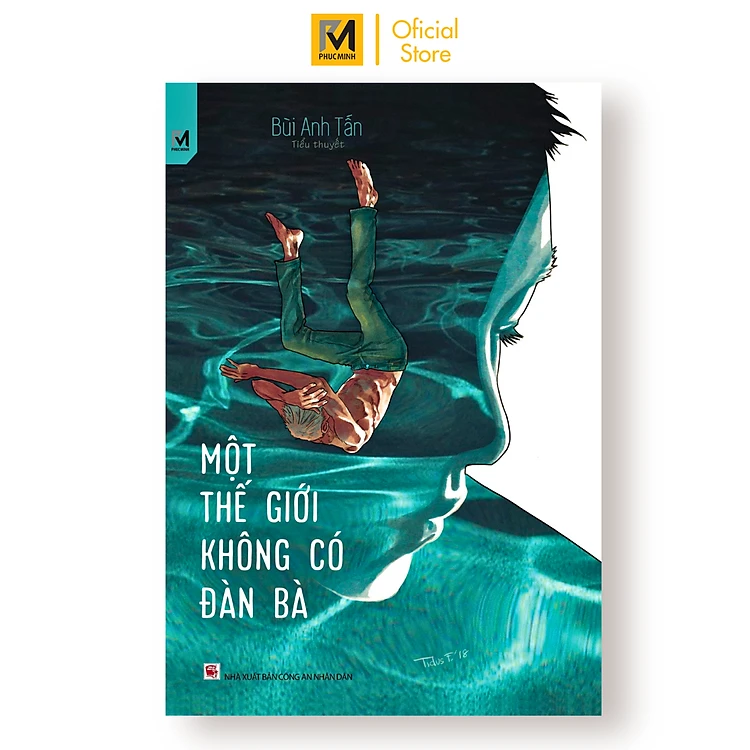 PHUCMINH
Oficial
Store
PHUCMINH
Bùi Anh Tấn
Tiểu thuyết
MỘT
THẾ GIỚI
KHÔNG CÓ
ĐÀN BÀ
Tidus T, '18
NHÀ XUẤT BẢN CÔNG AN NHÂN DÂN